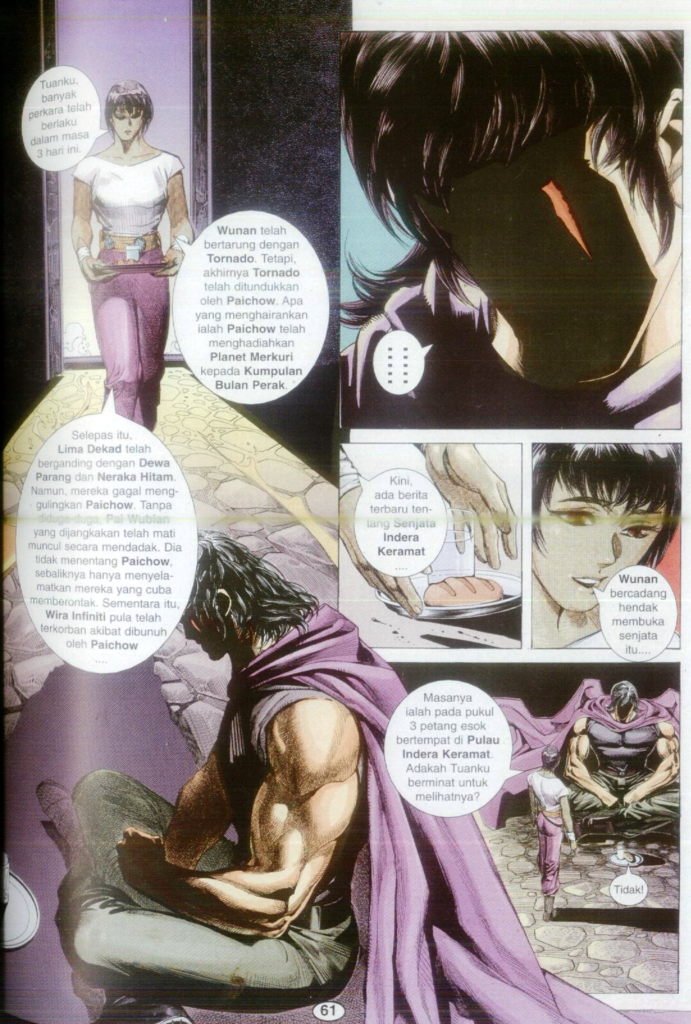 Tuanku,
banyak
perkara telah
berlaku
dalam masa
3 hari ini.
Wunan telah
bertarung dengan
Tornado. Tetapi,
akhirnya Tornado
telah ditundukkan
oleh Paichow. Apa
yang menghairankan
ialah Paichow telah
menghadiahkan
Planet Merkuri
kepada Kumpulan
Bulan Perak.
Selepas itu,
Lima Dekad telah
berganding dengan Dewa
Parang dan Neraka Hitam.
Namun, mereka gagal meng-
gulingkan Paichow. Tanpa
diduga-duga, Pai Wubian
yang dijangkakan telah mati
muncul secara mendadak. Dia
tidak menentang Paichow,
sebaliknya hanya menyela-
matkan mereka yang cuba
memberontak. Sementara itu,
Wira Infiniti pula telah
terkorban akibat dibunuh
oleh Paichow
....
Kini,
ada berita
terbaru ten-
tang Senjata
Indera
Keramat
....
Wunan
bercadang
hendak
membuka
senjata
itu....
Masanya
ialah pada pukul
3 petang esok
bertempat di Pulau
Indera Keramat.
Adakah Tuanku
berminat untuk
melihatnya?
Tidak!
61